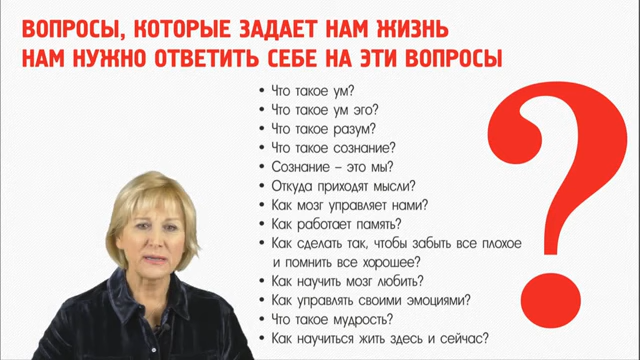 ВОПРОСЫ, КОТОРЫЕ ЗАДАЕТ НАМ ЖИЗНЬ
НАМ НУЖНО ОТВЕТИТЬ СЕБЕ НА ЭТИ ВОПРОСЫ
• Что такое ум?
• Что такое ум эго?
• Что такое разум?
• Что такое сознание?
• Сознание – это мы?
• Откуда приходят мысли?
• Как мозг управляет нами?
• Как работает память?
• Как сделать так, чтобы забыть все плохое
и помнить все хорошее?
• Как научить мозг любить?
• Как управлять своими эмоциями?
• Что такое мудрость?
• Как научиться жить здесь и сейчас?
?